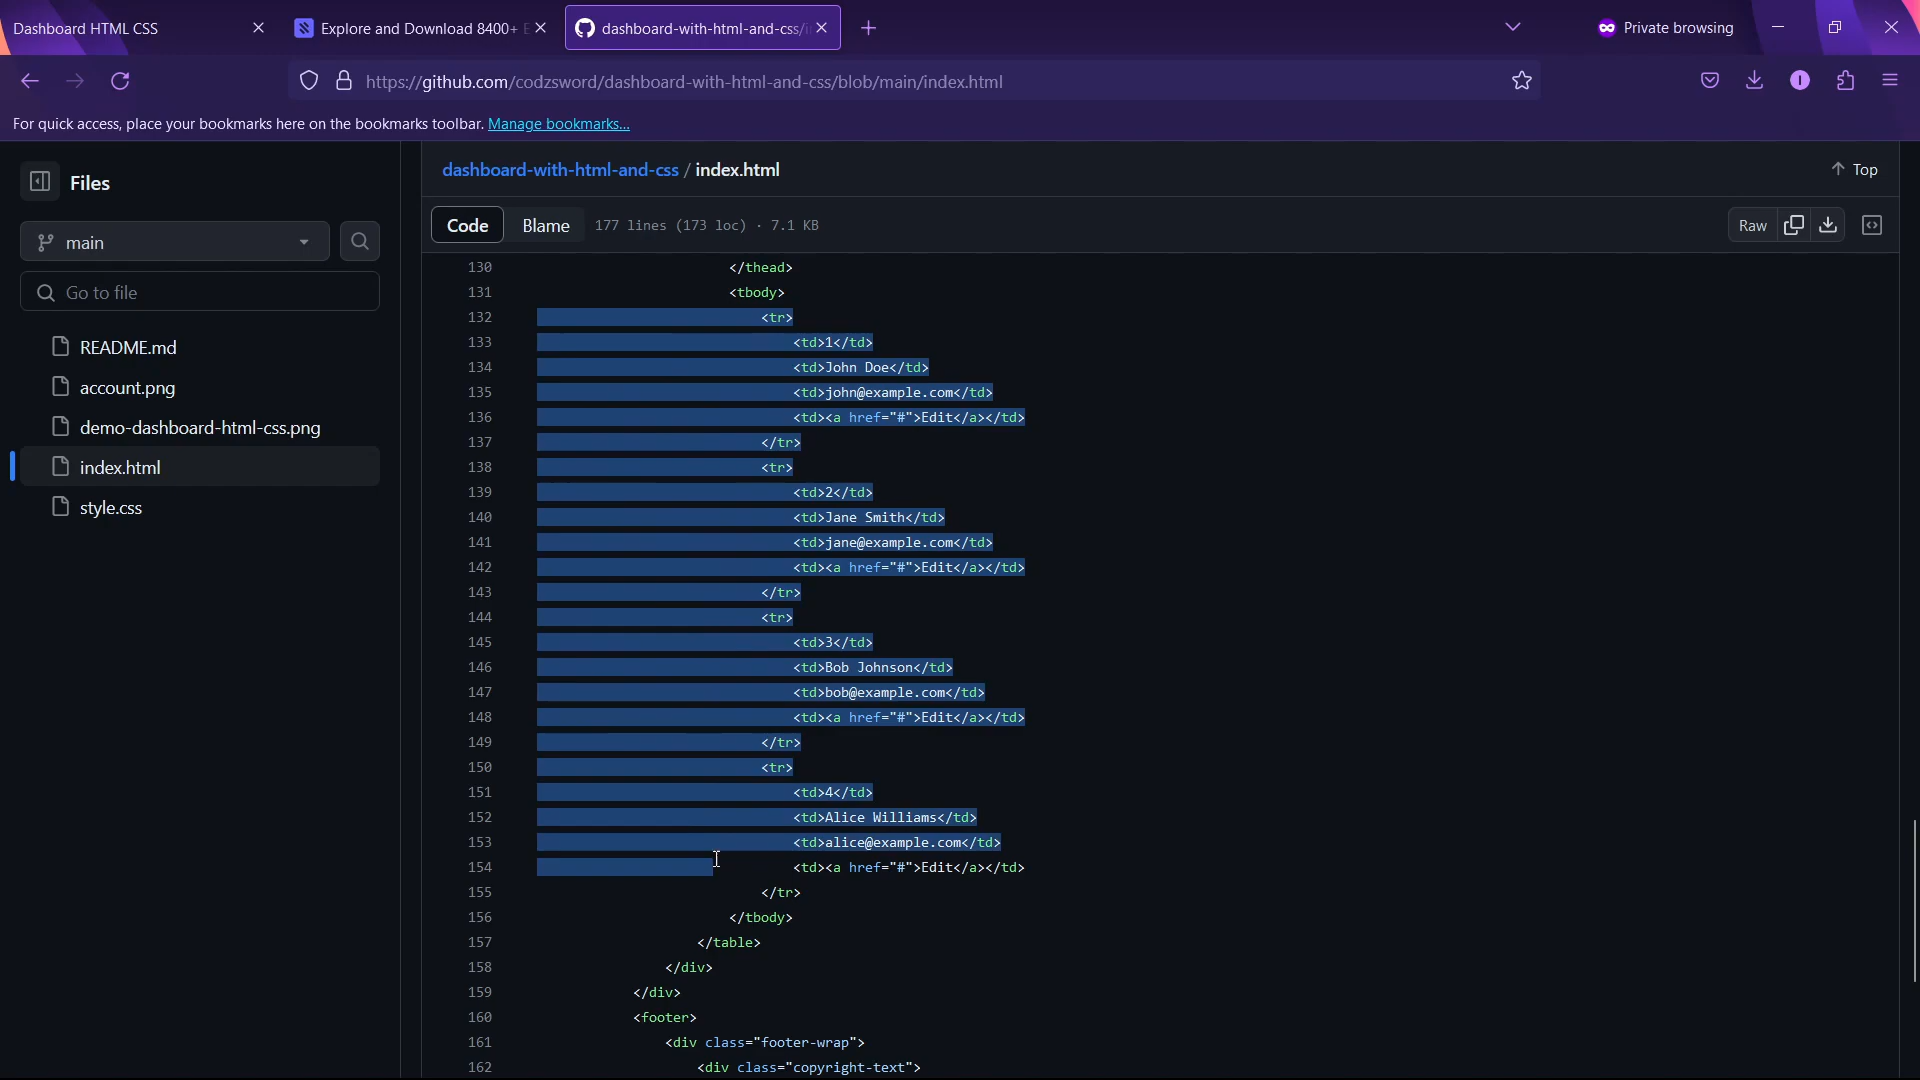 Dashboard HTML CSS
Explore and Download 8400+
dashboard-with-html-and-css/i
Private browsing
https://github.com/codzsword/dashboard-with-html-and-css/blob/main/index.html
For quick access, place your bookmarks here on the bookmarks toolbar. Manage bookmarks...
Files
main
Go to file
README.md
account.png
demo-dashboard-html-css.png
index.html
style.css
dashboard-with-html-and-css / index.html
Top
Code
Blame
177 lines (173 loc) · 7.1 KB
Raw
130 </thead>
131 <tbody>
132 <tr>
133 <td>1</td>
134 <td>John Doe</td>
135 <td>john@example.com</td>
136 <td><a href="#">Edit</a></td>
137 </tr>
138 <tr>
139 <td>2</td>
140 <td>Jane Smith</td>
141 <td>jane@example.com</td>
142 <td><a href="#">Edit</a></td>
143 </tr>
144 <tr>
145 <td>3</td>
146 <td>Bob Johnson</td>
147 <td>bob@example.com</td>
148 <td><a href="#">Edit</a></td>
149 </tr>
150 <tr>
151 <td>4</td>
152 <td>Alice Williams</td>
153 <td>alice@example.com</td>
154 <td><a href="#">Edit</a></td>
155 </tr>
156 </tbody>
157 </table>
158 </div>
159 </div>
160 <footer>
161 <div class="footer-wrap">
162 <div class="copyright-text">